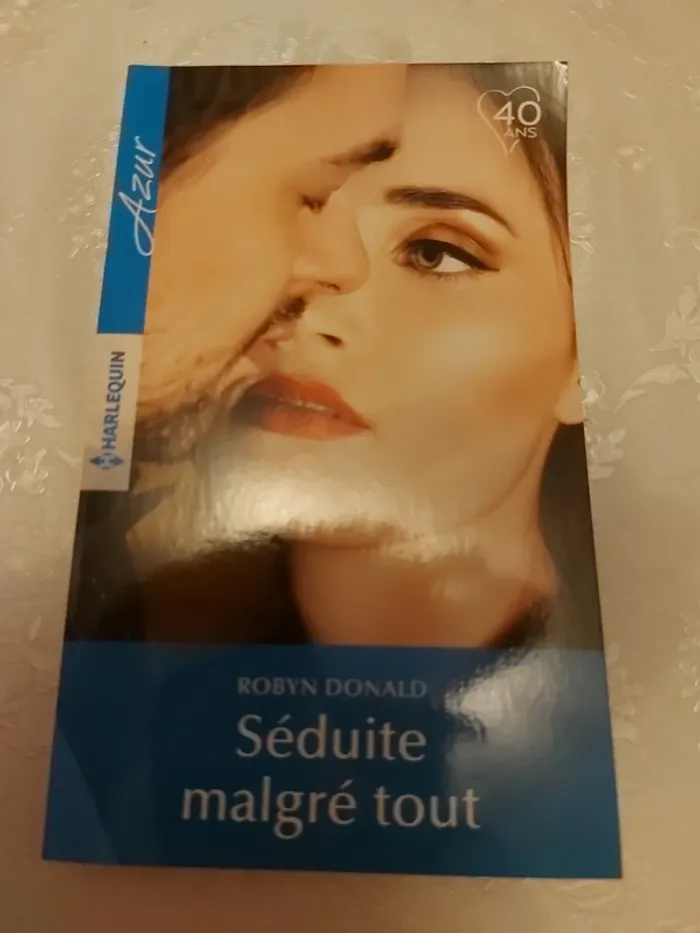 40
ANS
Azur
HARLEQUIN
ROBYN DONALD
Séduite
malgré tout